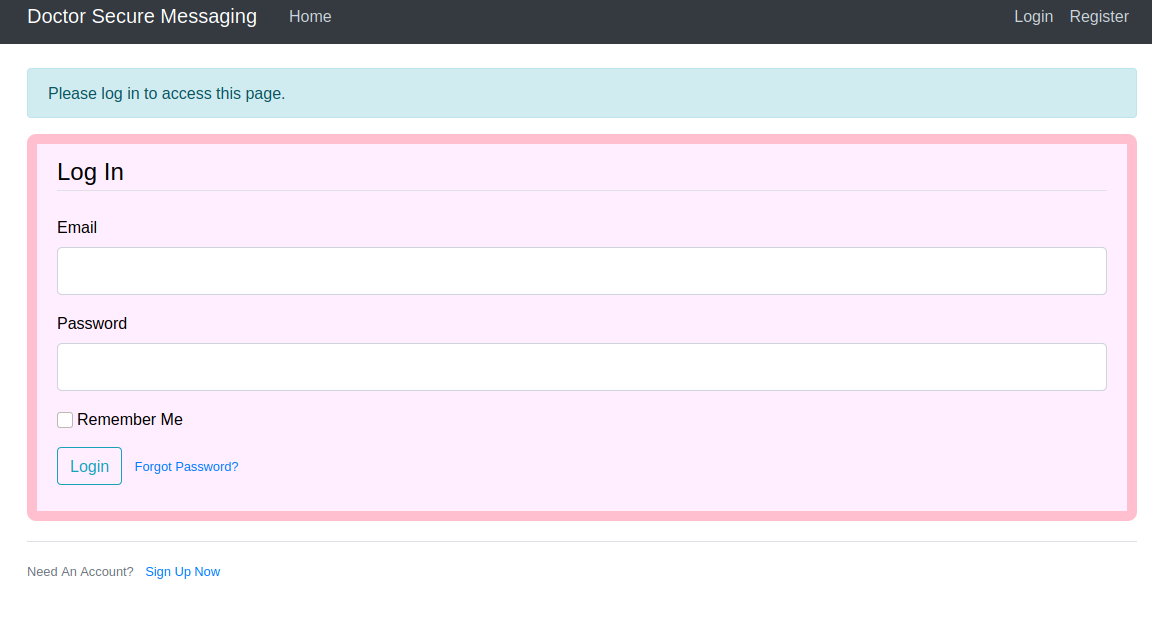 Doctor Secure Messaging Home Login Register
Please log in to access this page.
Log In
Email
Password
Remember Me
Login Forgot Password?
Need An Account? Sign Up Now